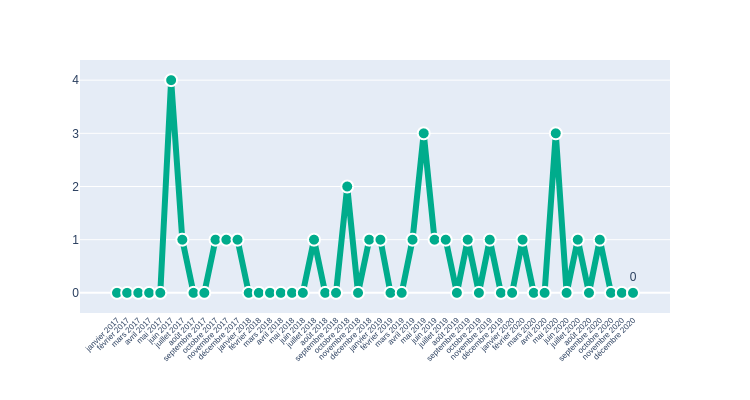 4
3
2
1
0
0
janvier 2017
février 2017
mars 2017
avril 2017
mai 2017
juin 2017
juillet 2017
août 2017
septembre 2017
octobre 2017
novembre 2017
décembre 2017
janvier 2018
février 2018
mars 2018
avril 2018
mai 2018
juin 2018
juillet 2018
août 2018
septembre 2018
octobre 2018
novembre 2018
décembre 2018
janvier 2019
février 2019
mars 2019
avril 2019
mai 2019
juin 2019
juillet 2019
août 2019
septembre 2019
octobre 2019
novembre 2019
décembre 2019
janvier 2020
février 2020
mars 2020
avril 2020
mai 2020
juin 2020
juillet 2020
août 2020
septembre 2020
octobre 2020
novembre 2020
décembre 2020